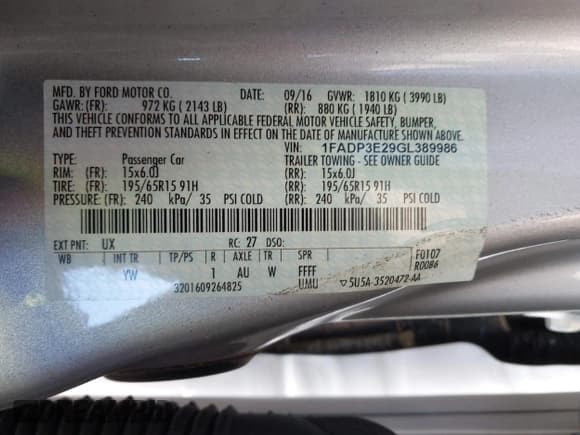 MFD. BY FORD MOTOR CO. DATE: 09/16 GVWR: 1810 KG ( 3990 LB)
GAWR: (FR): 972 KG ( 2143 LB) (RR): 880 KG ( 1940 LB)
THIS VEHICLE CONFORMS TO ALL APPLICABLE FEDERAL MOTOR VEHICLE SAFETY, BUMPER,
AND THEFT PREVENTION STANDARDS IN EFFECT ON THE DATE OF MANUFACTURE SHOWN ABOVE.
VIN: 1FADP3E29GL389986
TYPE: Passenger Car TRAILER TOWING - SEE OWNER GUIDE
RIM: (FR): 15x6.0J (RR): 15x6.0J
TIRE: (FR): 195/65R15 91H (RR): 195/65R15 91H
PRESSURE: (FR): 240 kPa/ 35 PSI COLD (RR): 240 kPa/ 35 PSI COLD
EXT PNT: UX RC: 27 DSO:
WB INT TR TP/PS R AXLE TR SPR F0107
YW 1 AU W FFFF R0086
3201609264825 UMU ▽5U5A-3520472-AA